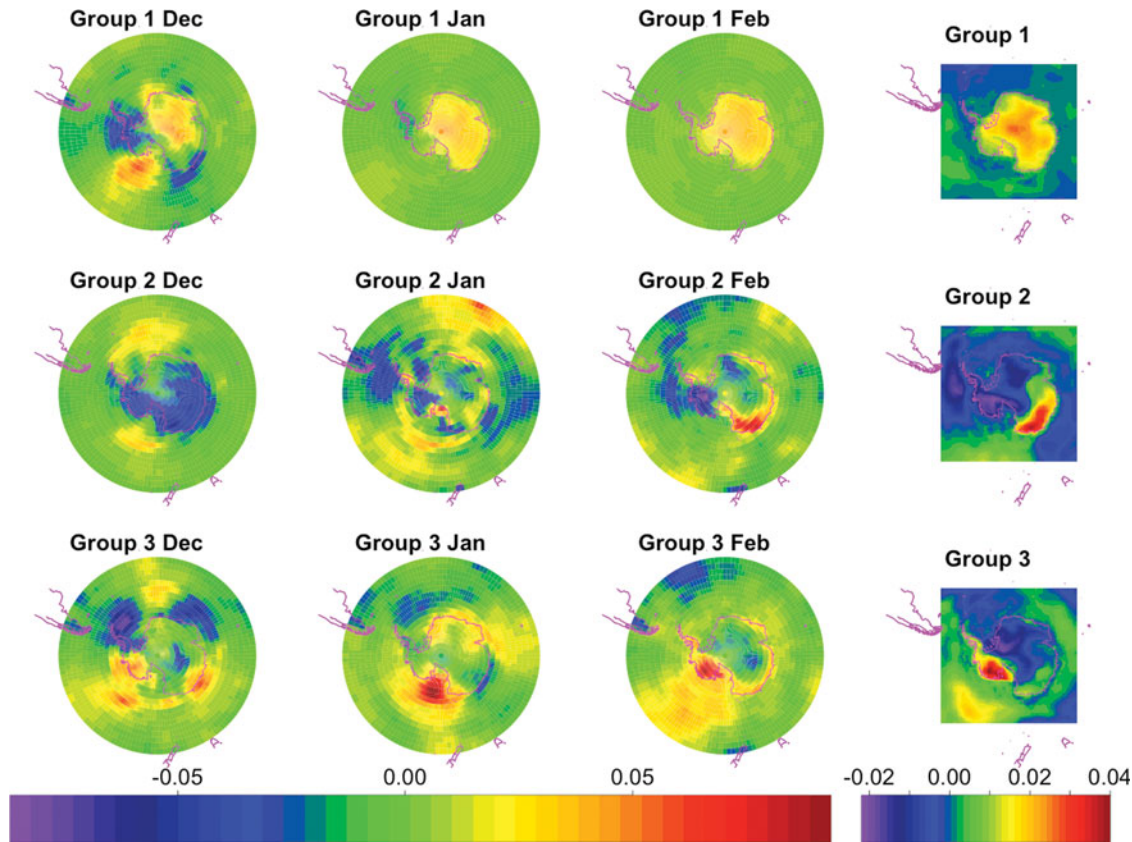 Group 1 Dec
Group 1 Jan
Group 1 Feb
Group 1
Group 2 Dec
Group 2 Jan
Group 2 Feb
Group 2
Group 3 Dec
Group 3 Jan
Group 3 Feb
Group 3
-0.05 0.00 0.05
-0.02 0.00 0.02 0.04